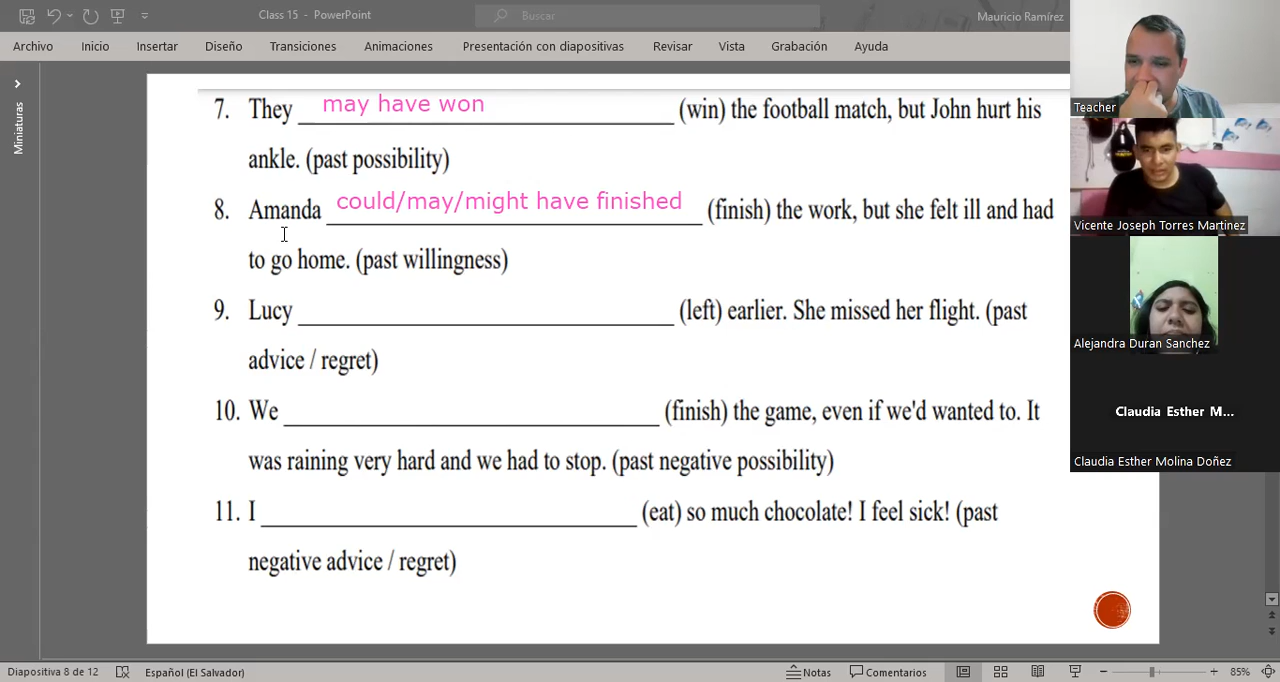 Class 15 - PowerPoint
Buscar
Mauricio Ramírez
Archivo
Inicio
Insertar
Diseño
Transiciones
Animaciones
Presentación con diapositivas
Revisar
Vista
Grabación
Ayuda
Miniaturas
7. They may have won (win) the football match, but John hurt his
ankle. (past possibility)
8. Amanda could/may/might have finished (finish) the work, but she felt ill and had
to go home. (past willingness)
9. Lucy ____ (left) earlier. She missed her flight. (past
advice / regret)
10. We ____ (finish) the game, even if we'd wanted to. It
was raining very hard and we had to stop. (past negative possibility)
11. I ____ (eat) so much chocolate! I feel sick! (past
negative advice / regret)
Teacher
Vicente Joseph Torres Martinez
Alejandra Duran Sanchez
Claudia Esther M...
Claudia Esther Molina Doñez
Diapositiva 8 de 12
Español (El Salvador)
Notas
Comentarios
85%